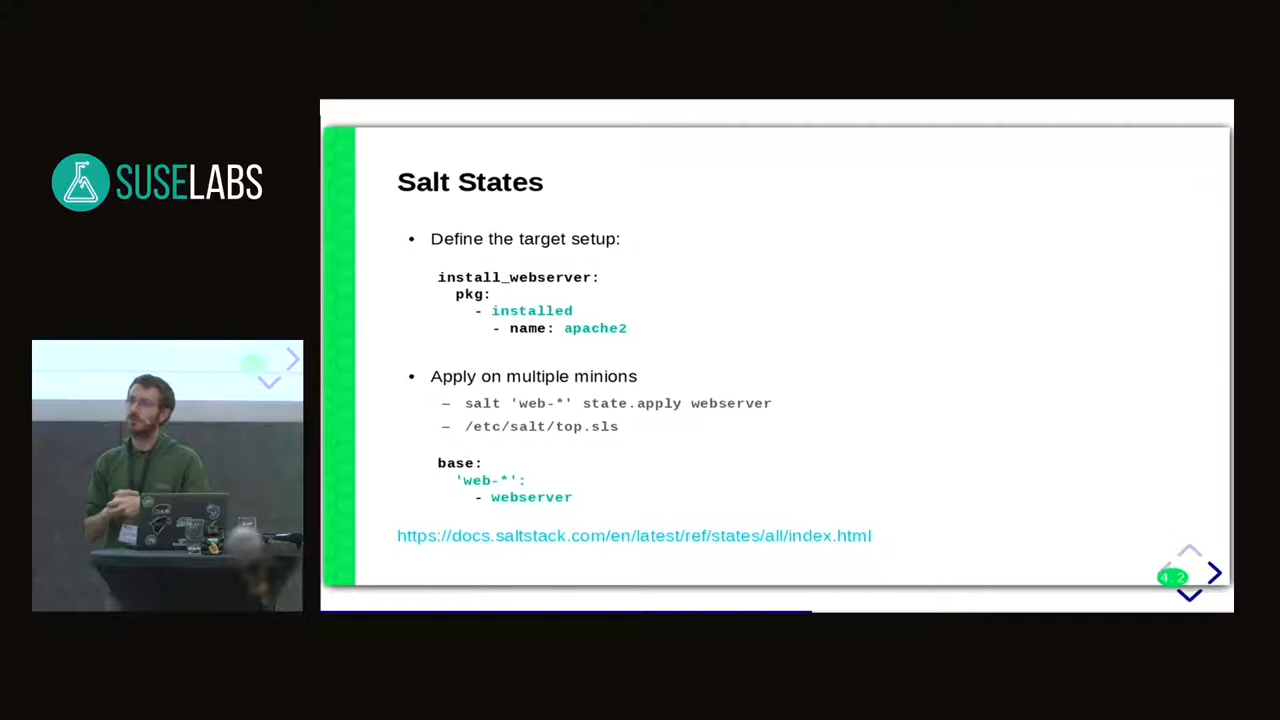 SUSELABS
Salt States
• Define the target setup:
install_webserver:
pkg:
- installed
- name: apache2
• Apply on multiple minions
– salt 'web-*' state.apply webserver
– /etc/salt/top.sls
base:
'web-*':
- webserver
https://docs.saltstack.com/en/latest/ref/states/all/index.html
4.2